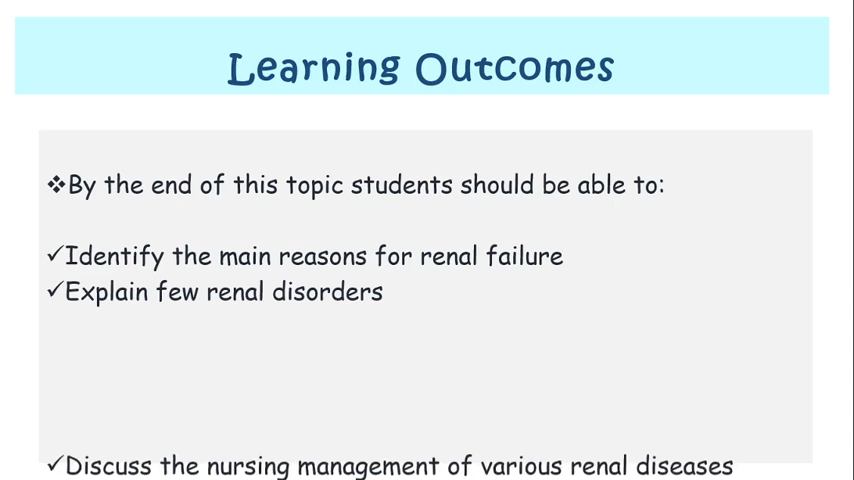 Learning Outcomes
❖By the end of this topic students should be able to:
✓Identify the main reasons for renal failure
✓Explain few renal disorders
✓Discuss the nursing management of various renal diseases